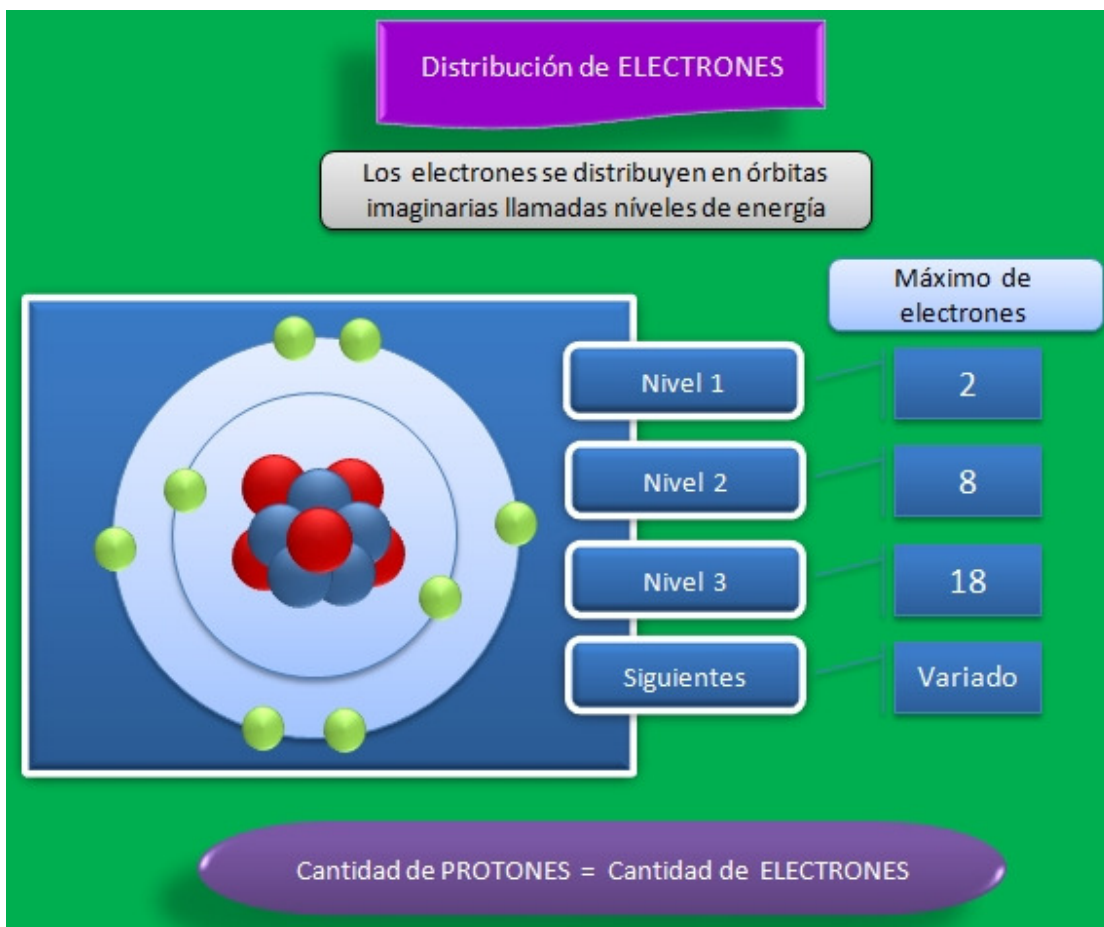 Distribución de ELECTRONES
Los electrones se distribuyen en órbitas
imaginarias llamadas níveles de energía
Máximo de
electrones
Nivel 1
2
Nivel 2
8
Nivel 3
18
Siguientes
Variado
Cantidad de PROTONES = Cantidad de ELECTRONES